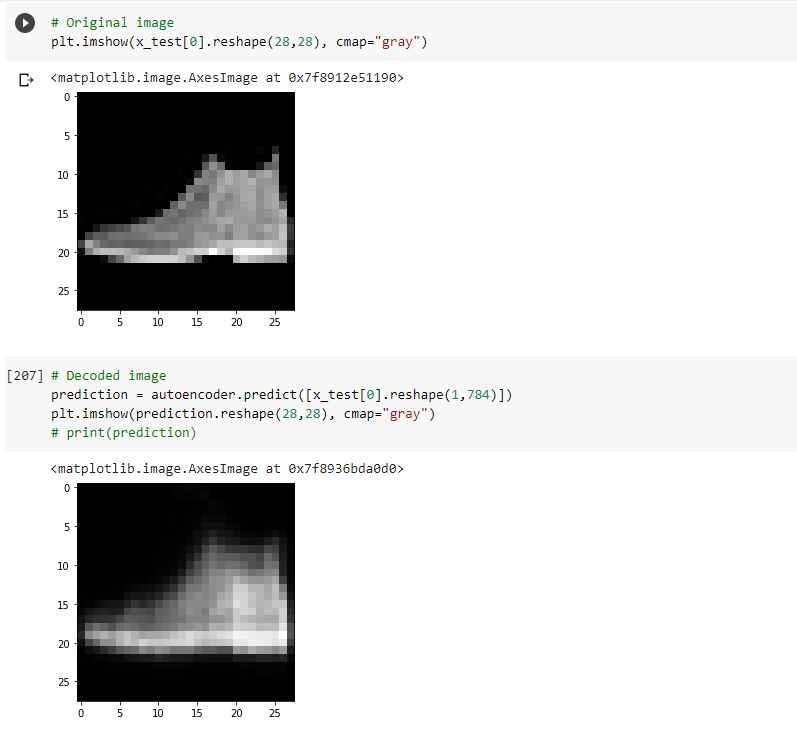 # Original image
plt.imshow(x_test[0].reshape(28,28), cmap="gray")
<matplotlib.image.AxesImage at 0x7f8912e51190>
0
5
10
15
20
25
0 5 10 15 20 25
[207] # Decoded image
prediction = autoencoder.predict([x_test[0].reshape(1,784)])
plt.imshow(prediction.reshape(28,28), cmap="gray")
# print(prediction)
<matplotlib.image.AxesImage at 0x7f8936bda0d0>
0
5
10
15
20
25
0 5 10 15 20 25